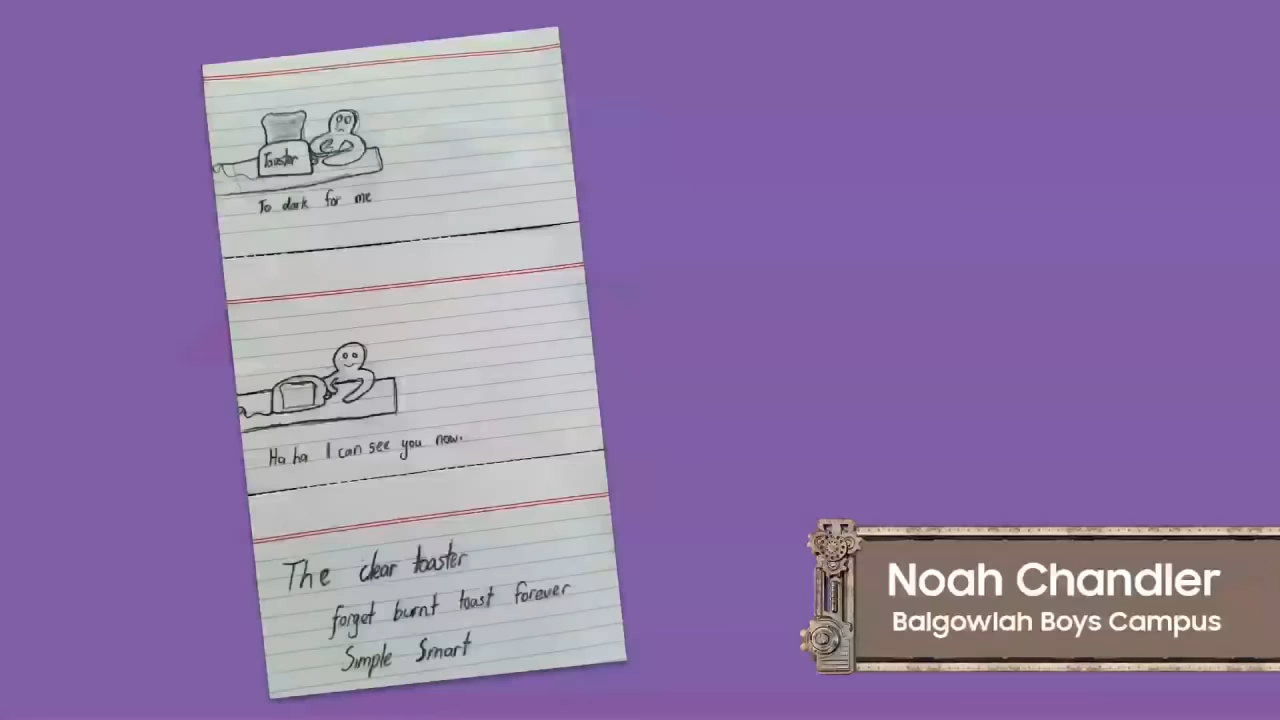 Toaster
To dark for me
Ha ha I can see you now.
The clear toaster
forget burnt toast forever
Simple Smart
Noah Chandler
Balgowlah Boys Campus